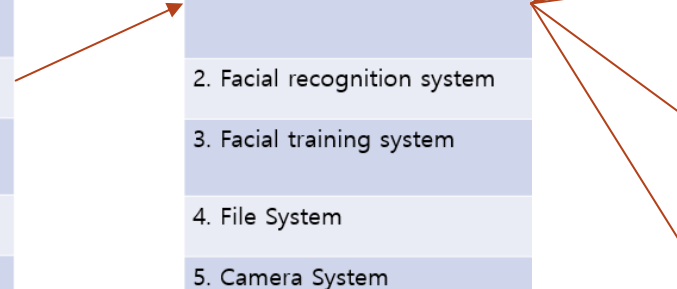 2. Facial recognition system
3. Facial training system
4. File System
5. Camera System